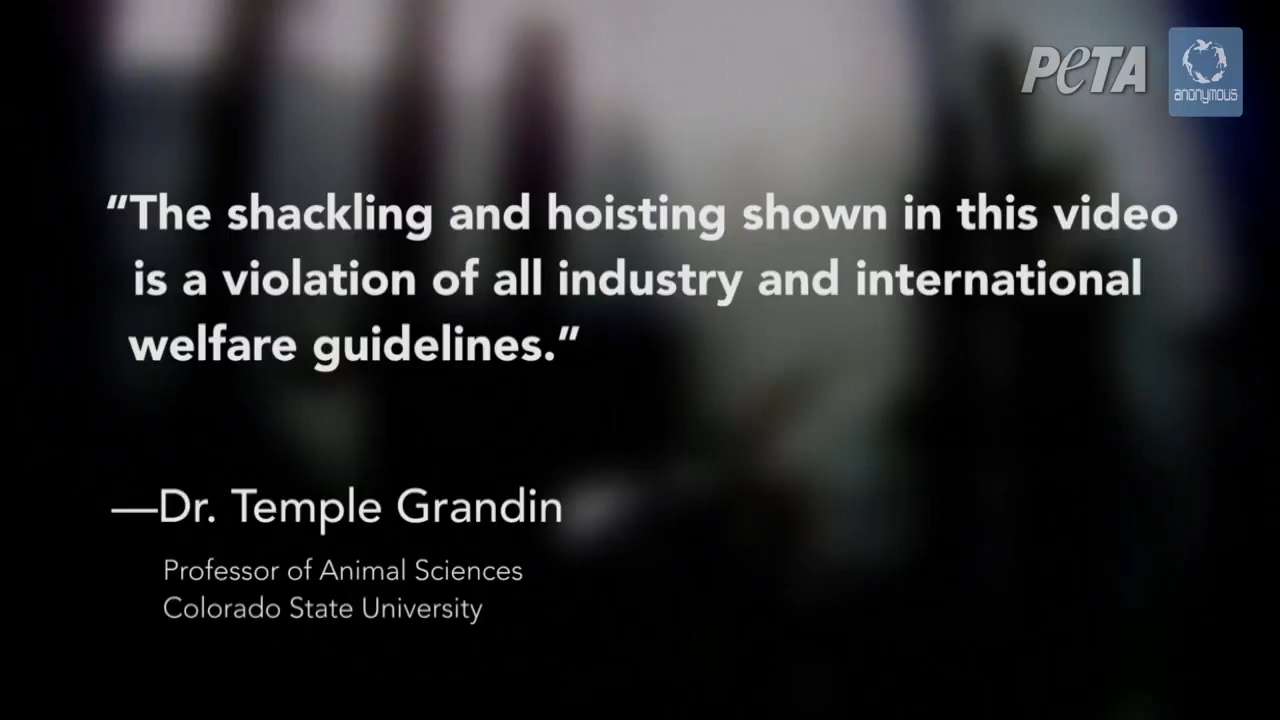 PeTA
anonymous
“The shackling and hoisting shown in this video
is a violation of all industry and international
welfare guidelines.”
—Dr. Temple Grandin
Professor of Animal Sciences
Colorado State University